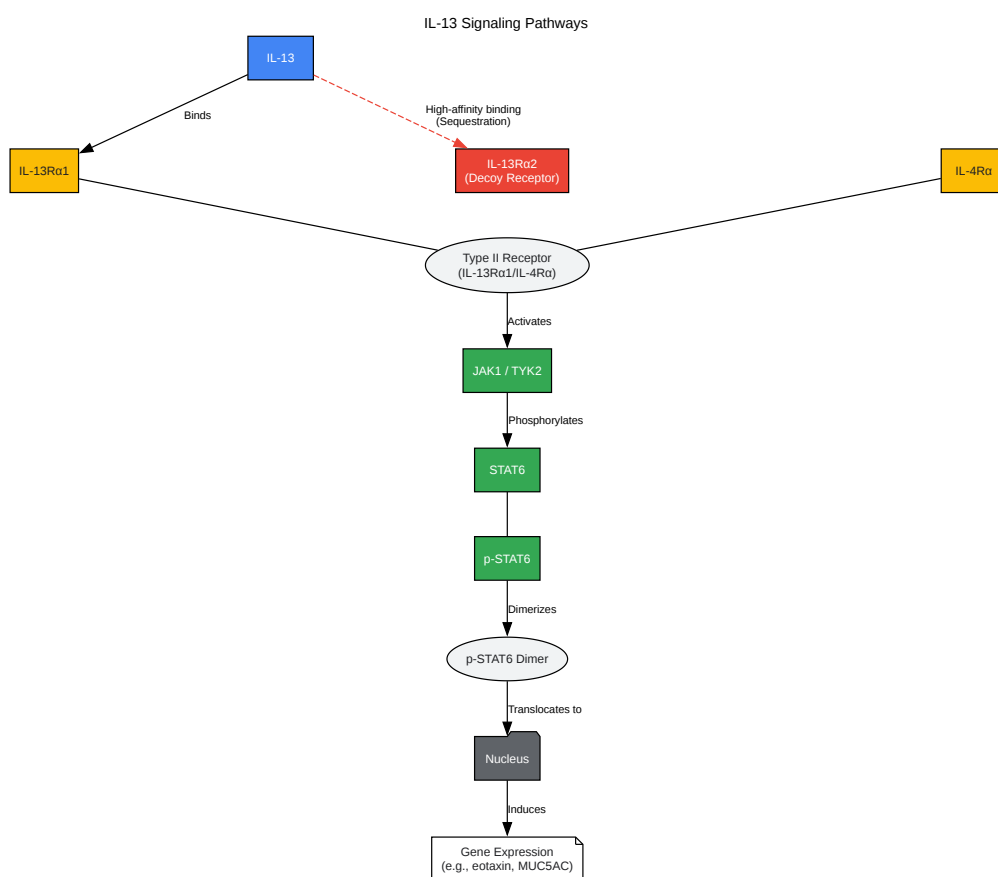 IL-13 Signaling Pathways
IL-13
Binds
High-affinity binding
(Sequestration)
IL-13Rα1
IL-13Rα2
(Decoy Receptor)
IL-4Rα
Type II Receptor
(IL-13Rα1/IL-4Rα)
Activates
JAK1 / TYK2
Phosphorylates
STAT6
p-STAT6
Dimerizes
p-STAT6 Dimer
Translocates to
Nucleus
Induces
Gene Expression
(e.g., eotaxin, MUC5AC)